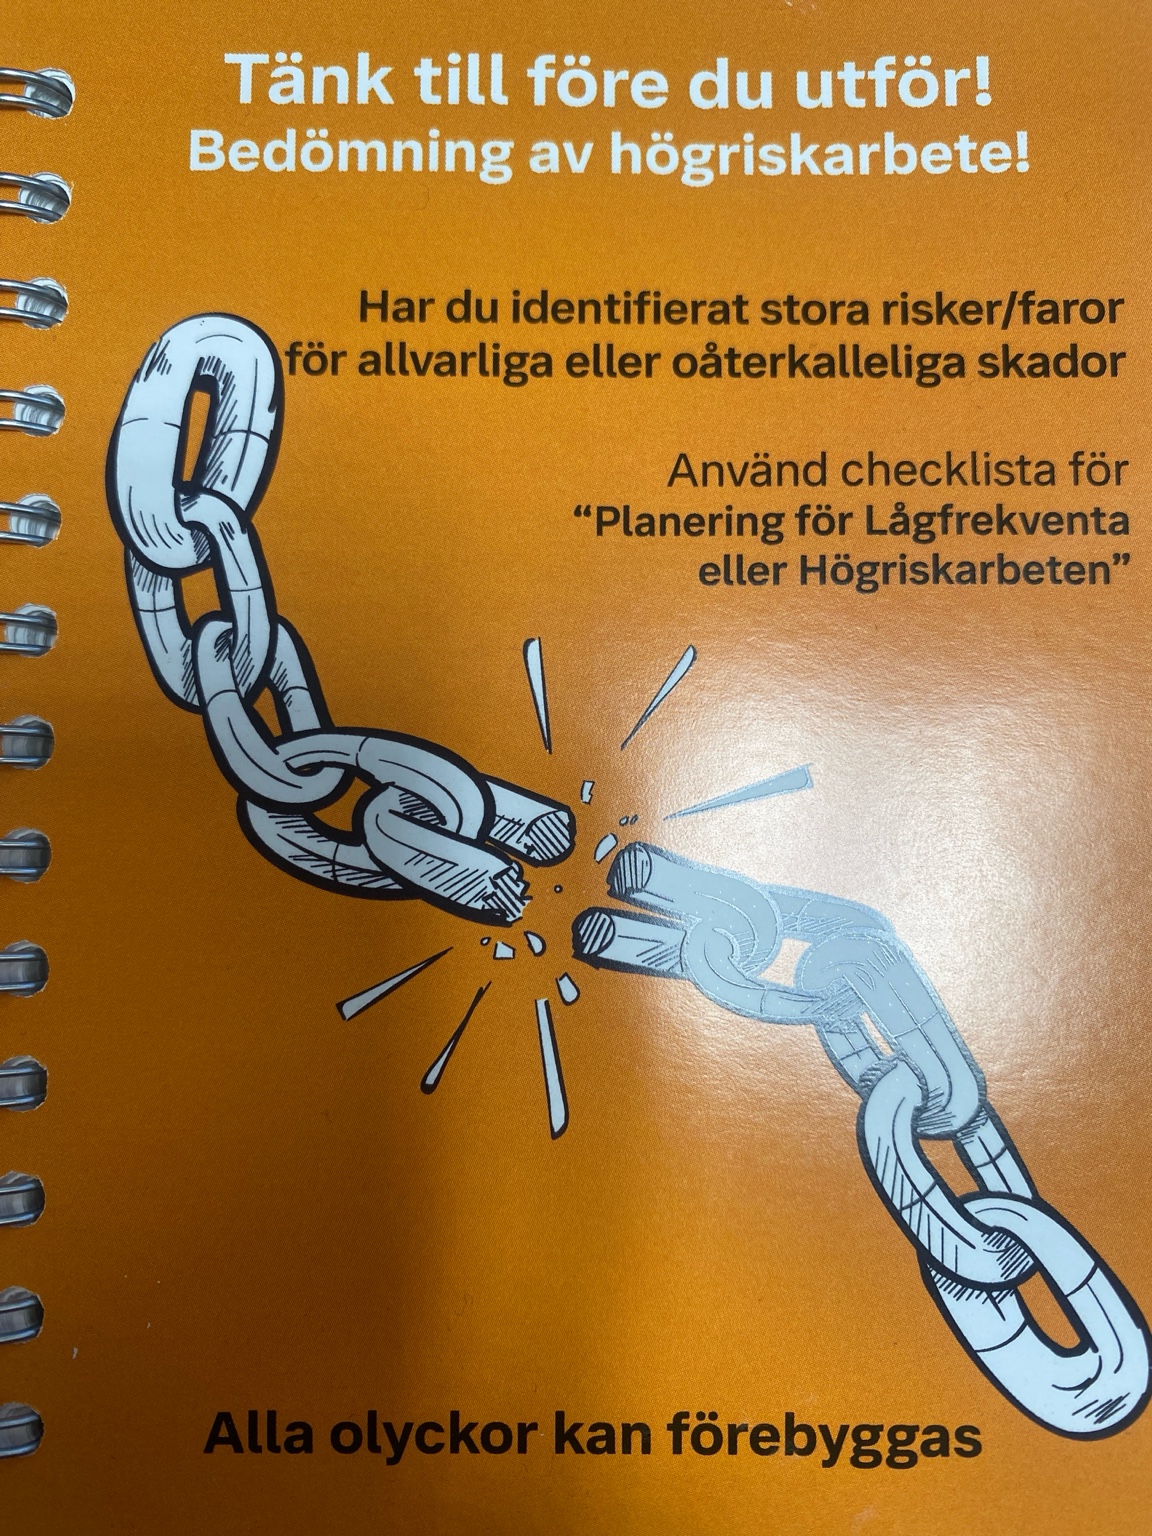 Tänk till före du utför!
Bedömning av högriskarbete!
Har du identifierat stora risker/faror
för allvarliga eller oåterkalleliga skador
Använd checklista för
“Planering för Lågfrekventa
eller Högriskarbeten”
Alla olyckor kan förebyggas